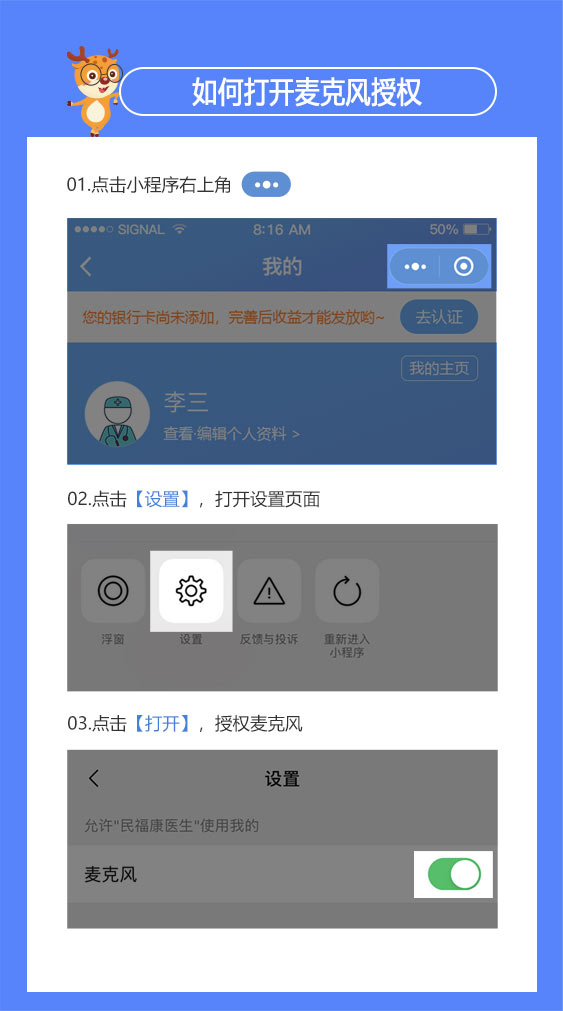 如何打开麦克风授权
01.点击小程序右上角
SIGNAL 8:16 AM 50%
我的
您的银行卡尚未添加，完善后收益才能发放哟~ 去认证
我的主页
李三
查看·编辑个人资料 >
02.点击【设置】，打开设置页面
浮窗 设置 反馈与投诉 重新进入
小程序
03.点击【打开】，授权麦克风
设置
允许"民福康医生"使用我的
麦克风